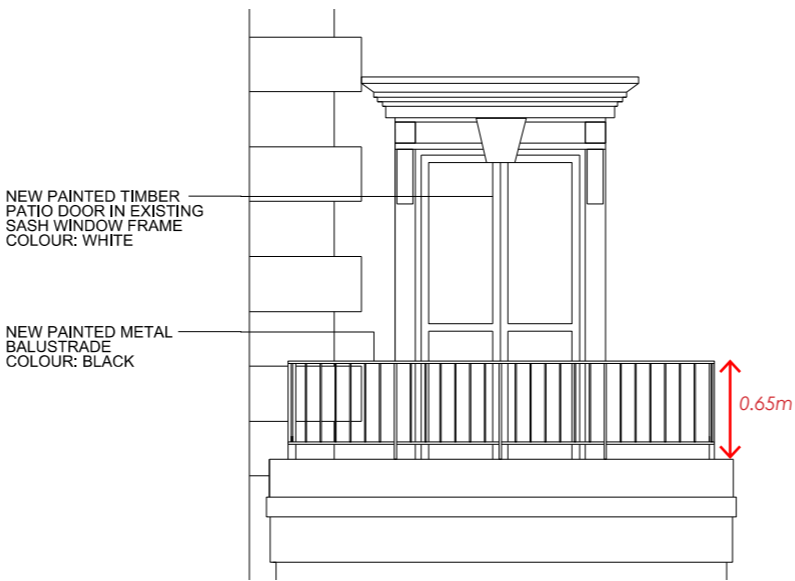 NEW PAINTED TIMBER
PATIO DOOR IN EXISTING
SASH WINDOW FRAME
COLOUR: WHITE
NEW PAINTED METAL
BALUSTRADE
COLOUR: BLACK
0.65m